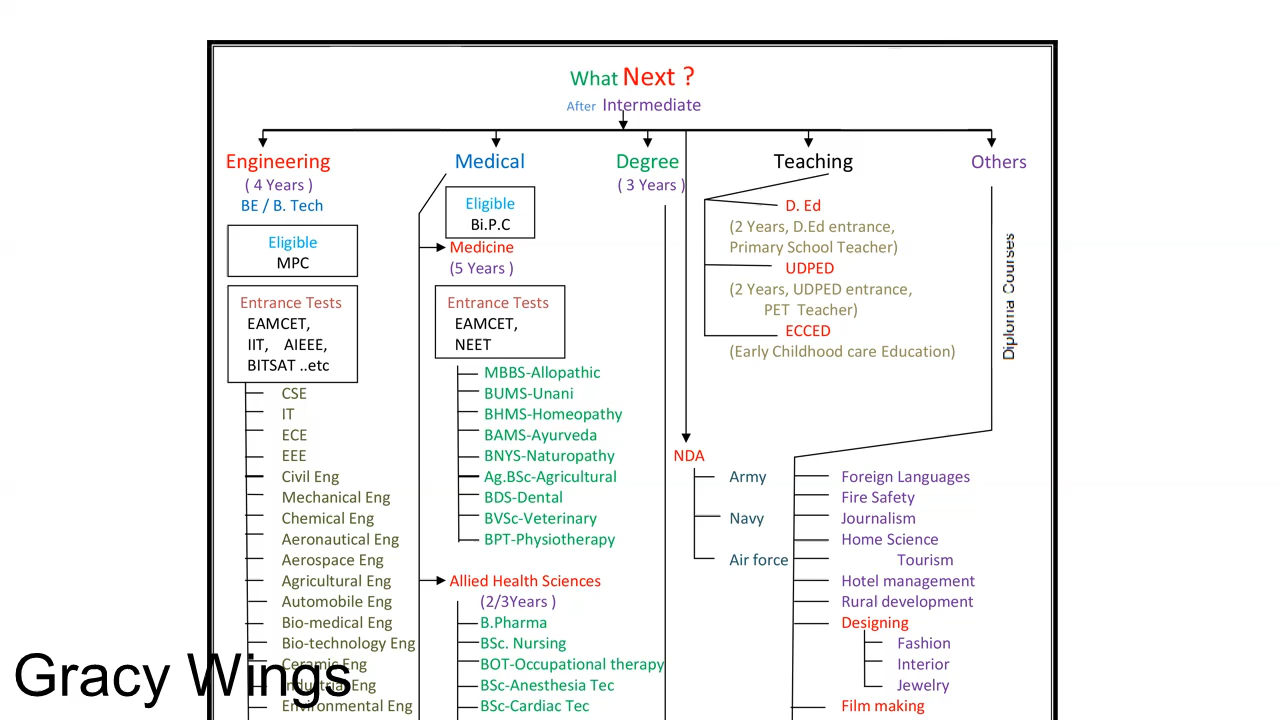 What Next ?
After Intermediate
Engineering
( 4 Years )
BE / B. Tech
Eligible
MPC
Entrance Tests
EAMCET,
IIT, AIEEE,
BITSAT ..etc
CSE
IT
ECE
EEE
Civil Eng
Mechanical Eng
Chemical Eng
Aeronautical Eng
Aerospace Eng
Agricultural Eng
Automobile Eng
Bio-medical Eng
Bio-technology Eng
Ceramic Eng
Industrial Eng
Environmental Eng
Medical
Eligible
Bi.P.C
Medicine
(5 Years )
Entrance Tests
EAMCET,
NEET
MBBS-Allopathic
BUMS-Unani
BHMS-Homeopathy
BAMS-Ayurveda
BNYS-Naturopathy
Ag.BSc-Agricultural
BDS-Dental
BVSc-Veterinary
BPT-Physiotherapy
Allied Health Sciences
(2/3Years )
B.Pharma
BSc. Nursing
BOT-Occupational therapy
BSc-Anesthesia Tec
BSc-Cardiac Tec
Degree
( 3 Years )
NDA
Army
Navy
Air force
Teaching
D. Ed
(2 Years, D.Ed entrance,
Primary School Teacher)
UDPED
(2 Years, UDPED entrance,
PET Teacher)
ECCED
(Early Childhood care Education)
Others
Diploma Courses
Foreign Languages
Fire Safety
Journalism
Home Science
Tourism
Hotel management
Rural development
Designing
Fashion
Interior
Jewelry
Film making
Gracy Wings